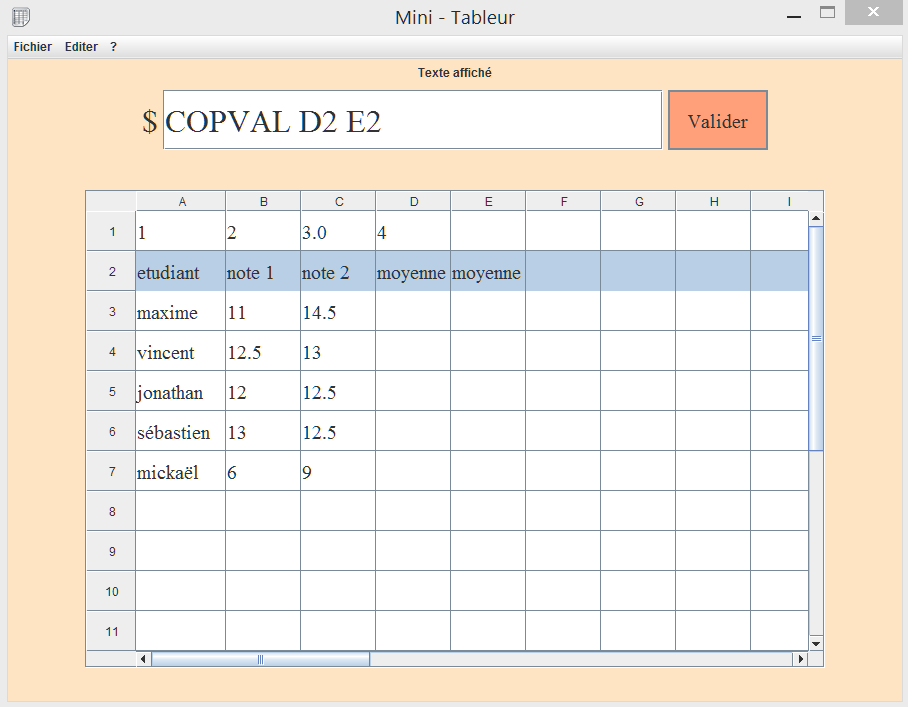 Mini - Tableur
Fichier Editer ?
Texte affiché
$ COPVAL D2 E2 Valider
A B C D E F G H I
1 1 2 3.0 4
2 etudiant note 1 note 2 moyenne moyenne
3 maxime 11 14.5
4 vincent 12.5 13
5 jonathan 12 12.5
6 sébastien 13 12.5
7 mickaël 6 9
8
9
10
11